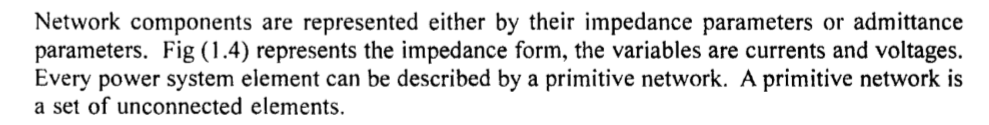 Network components are represented either by their impedance parameters or admittance
parameters. Fig (1.4) represents the impedance form, the variables are currents and voltages.
Every power system element can be described by a primitive network. A primitive network is
a set of unconnected elements.